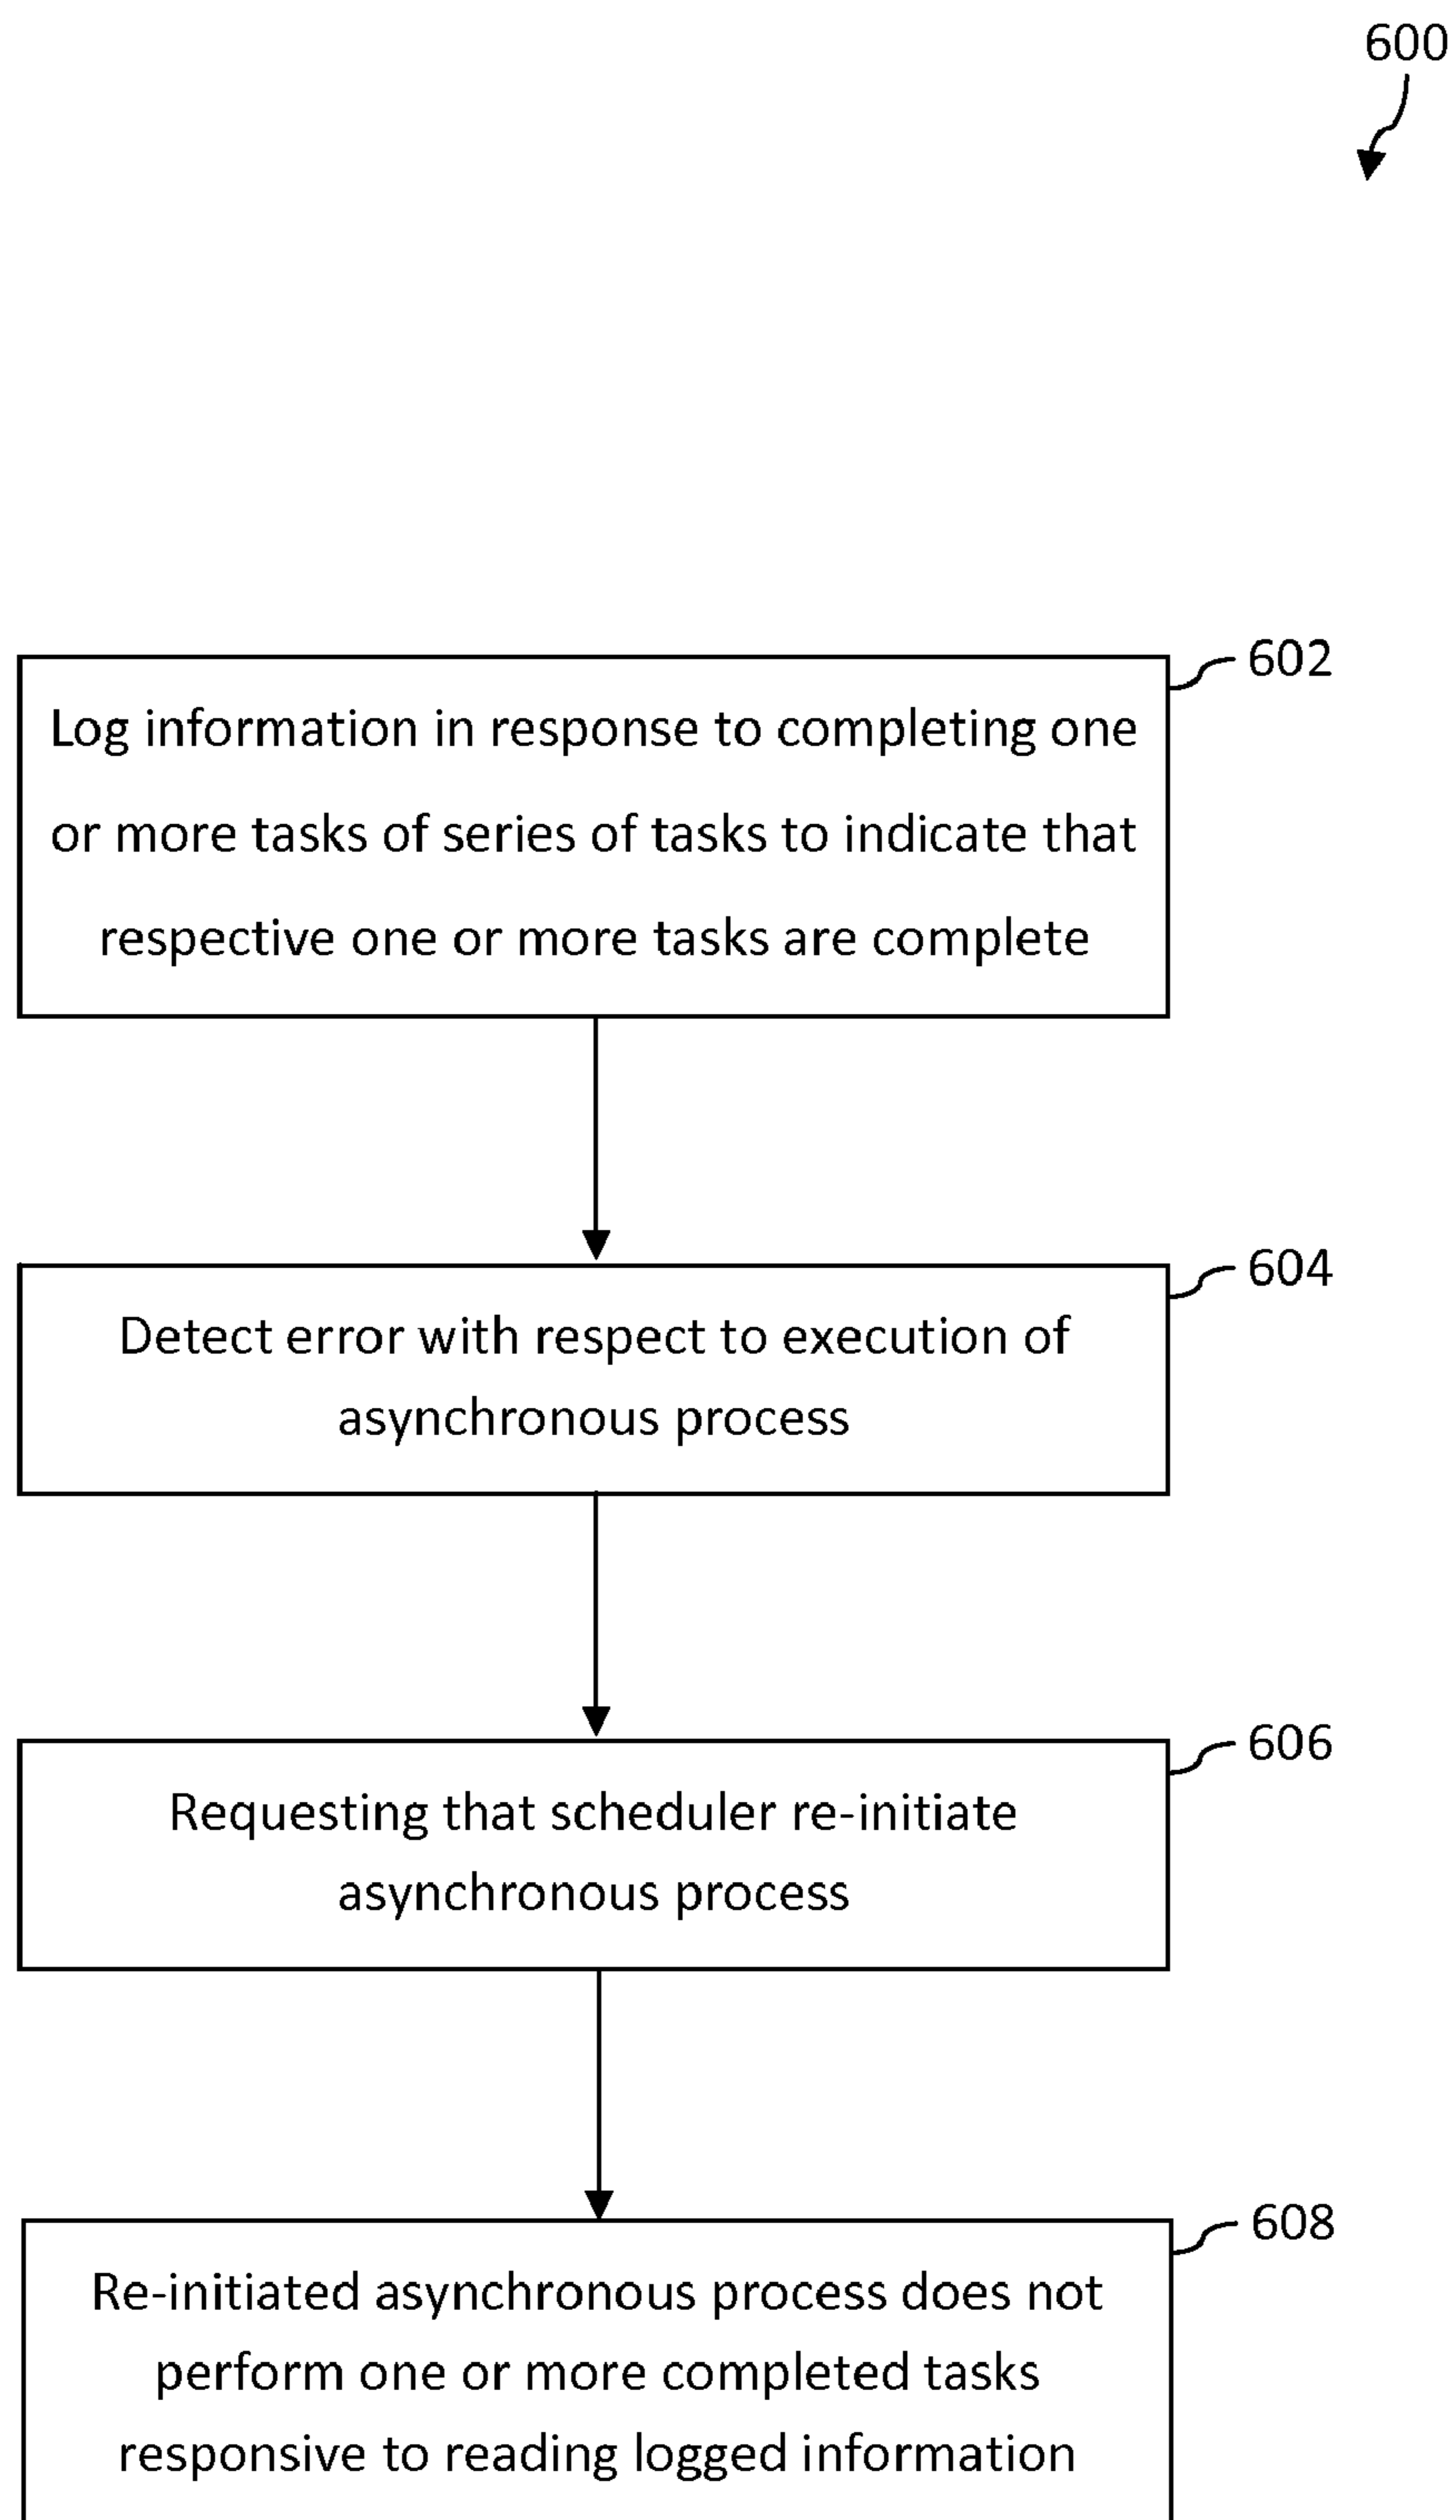 600
602
Log information in response to completing one
or more tasks of series of tasks to indicate that
respective one or more tasks are complete
604
Detect error with respect to execution of
asynchronous process
606
Requesting that scheduler re-initiate
asynchronous process
608
Re-initiated asynchronous process does not
perform one or more completed tasks
responsive to reading logged information